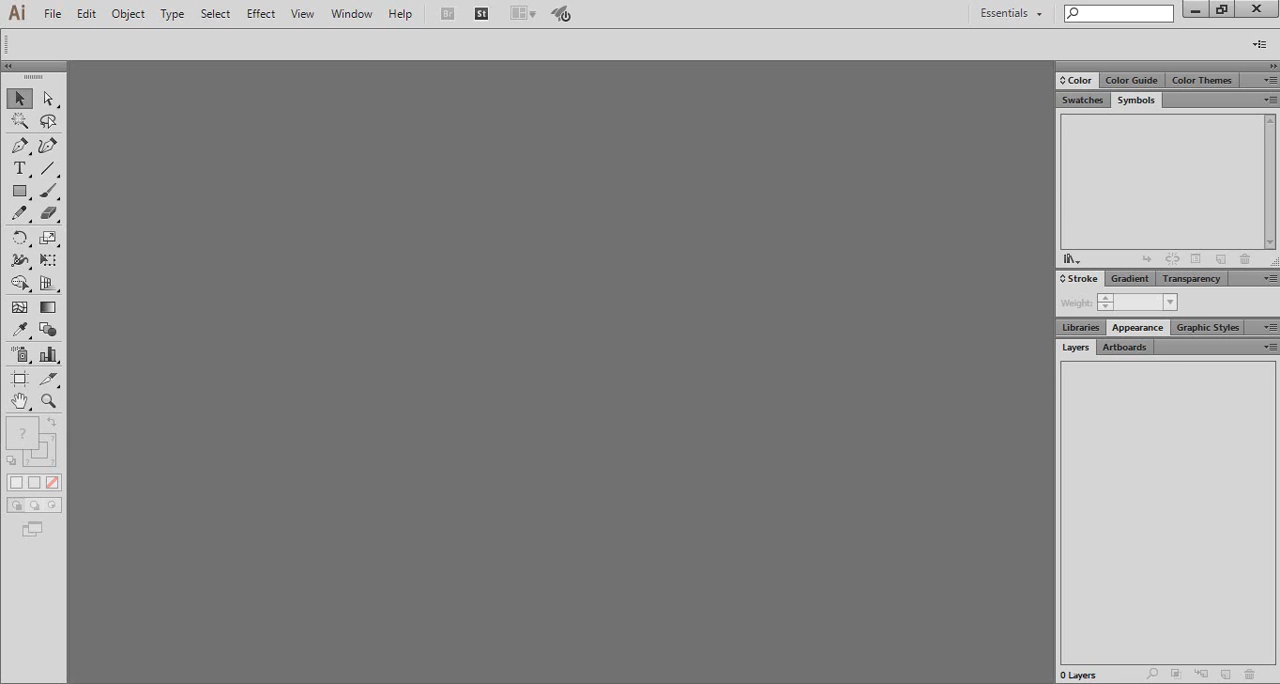 Ai File Edit Object Type Select Effect View Window Help Br St Essentials
Color Color Guide Color Themes
Swatches Symbols
Stroke Gradient Transparency
Weight:
Libraries Appearance Graphic Styles
Layers Artboards
T
?
?
? ?
0 Layers